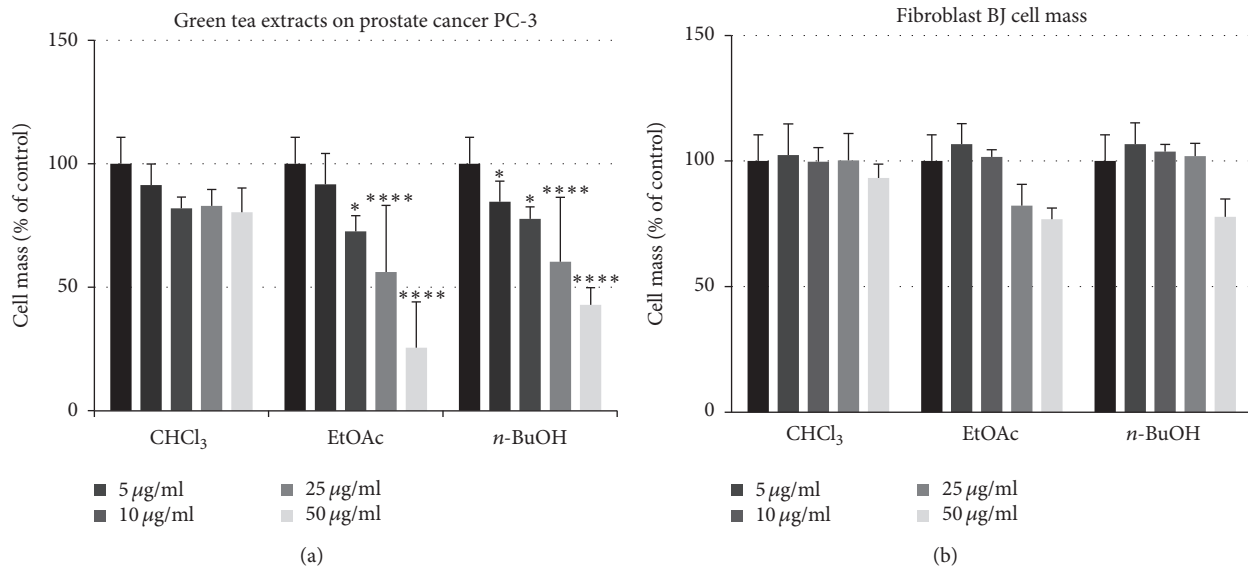 Green tea extracts on prostate cancer PC-3
150
100
50
0
Cell mass (% of control)
*
****
****
*
*
****
****
CHCl₃
EtOAc
n-BuOH
5 μg/ml
25 μg/ml
10 μg/ml
50 μg/ml
(a)
Fibroblast BJ cell mass
150
100
50
0
Cell mass (% of control)
CHCl₃
EtOAc
n-BuOH
5 μg/ml
25 μg/ml
10 μg/ml
50 μg/ml
(b)